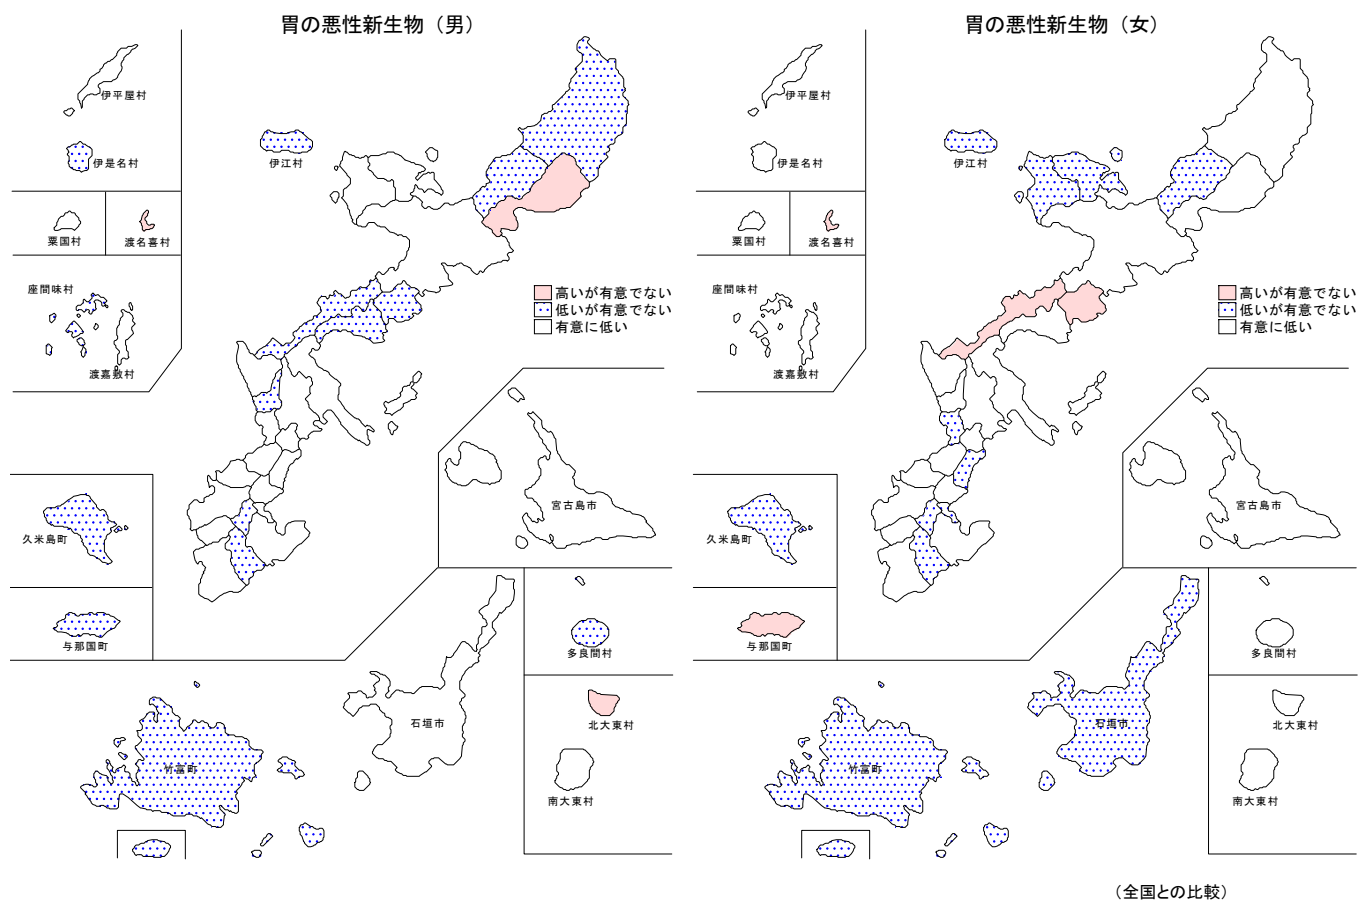 胃の悪性新生物（男）
伊平屋村
伊是名村
伊江村
粟国村
渡名喜村
座間味村
渡嘉敷村
高いが有意でない
低いが有意でない
有意に低い
宮古島市
久米島町
与那国町
多良間村
石垣市
北大東村
竹富町
南大東村
胃の悪性新生物（女）
伊平屋村
伊是名村
伊江村
粟国村
渡名喜村
座間味村
渡嘉敷村
高いが有意でない
低いが有意でない
有意に低い
宮古島市
久米島町
与那国町
多良間村
石垣市
北大東村
竹富町
南大東村
（全国との比較）